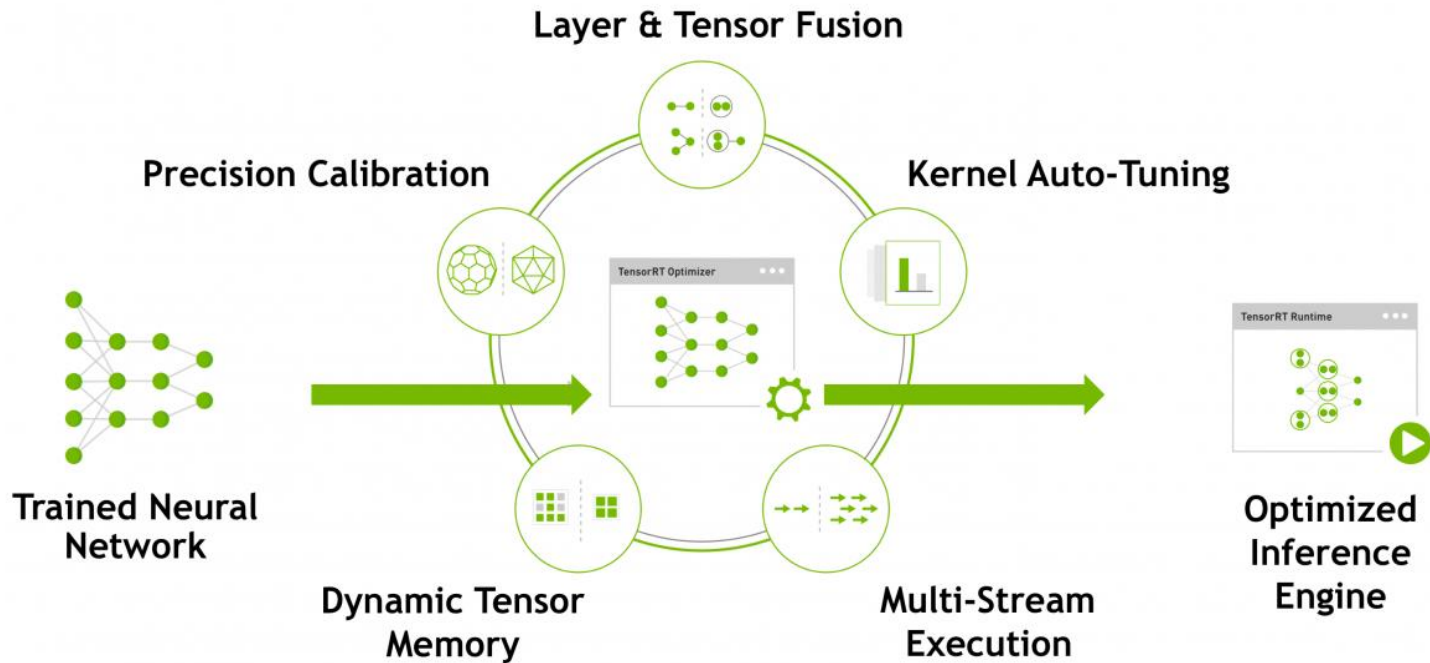 Layer & Tensor Fusion
Precision Calibration
Kernel Auto-Tuning
TensorRT Optimizer
TensorRT Runtime
Trained Neural
Network
Optimized
Inference
Engine
Dynamic Tensor
Memory
Multi-Stream
Execution